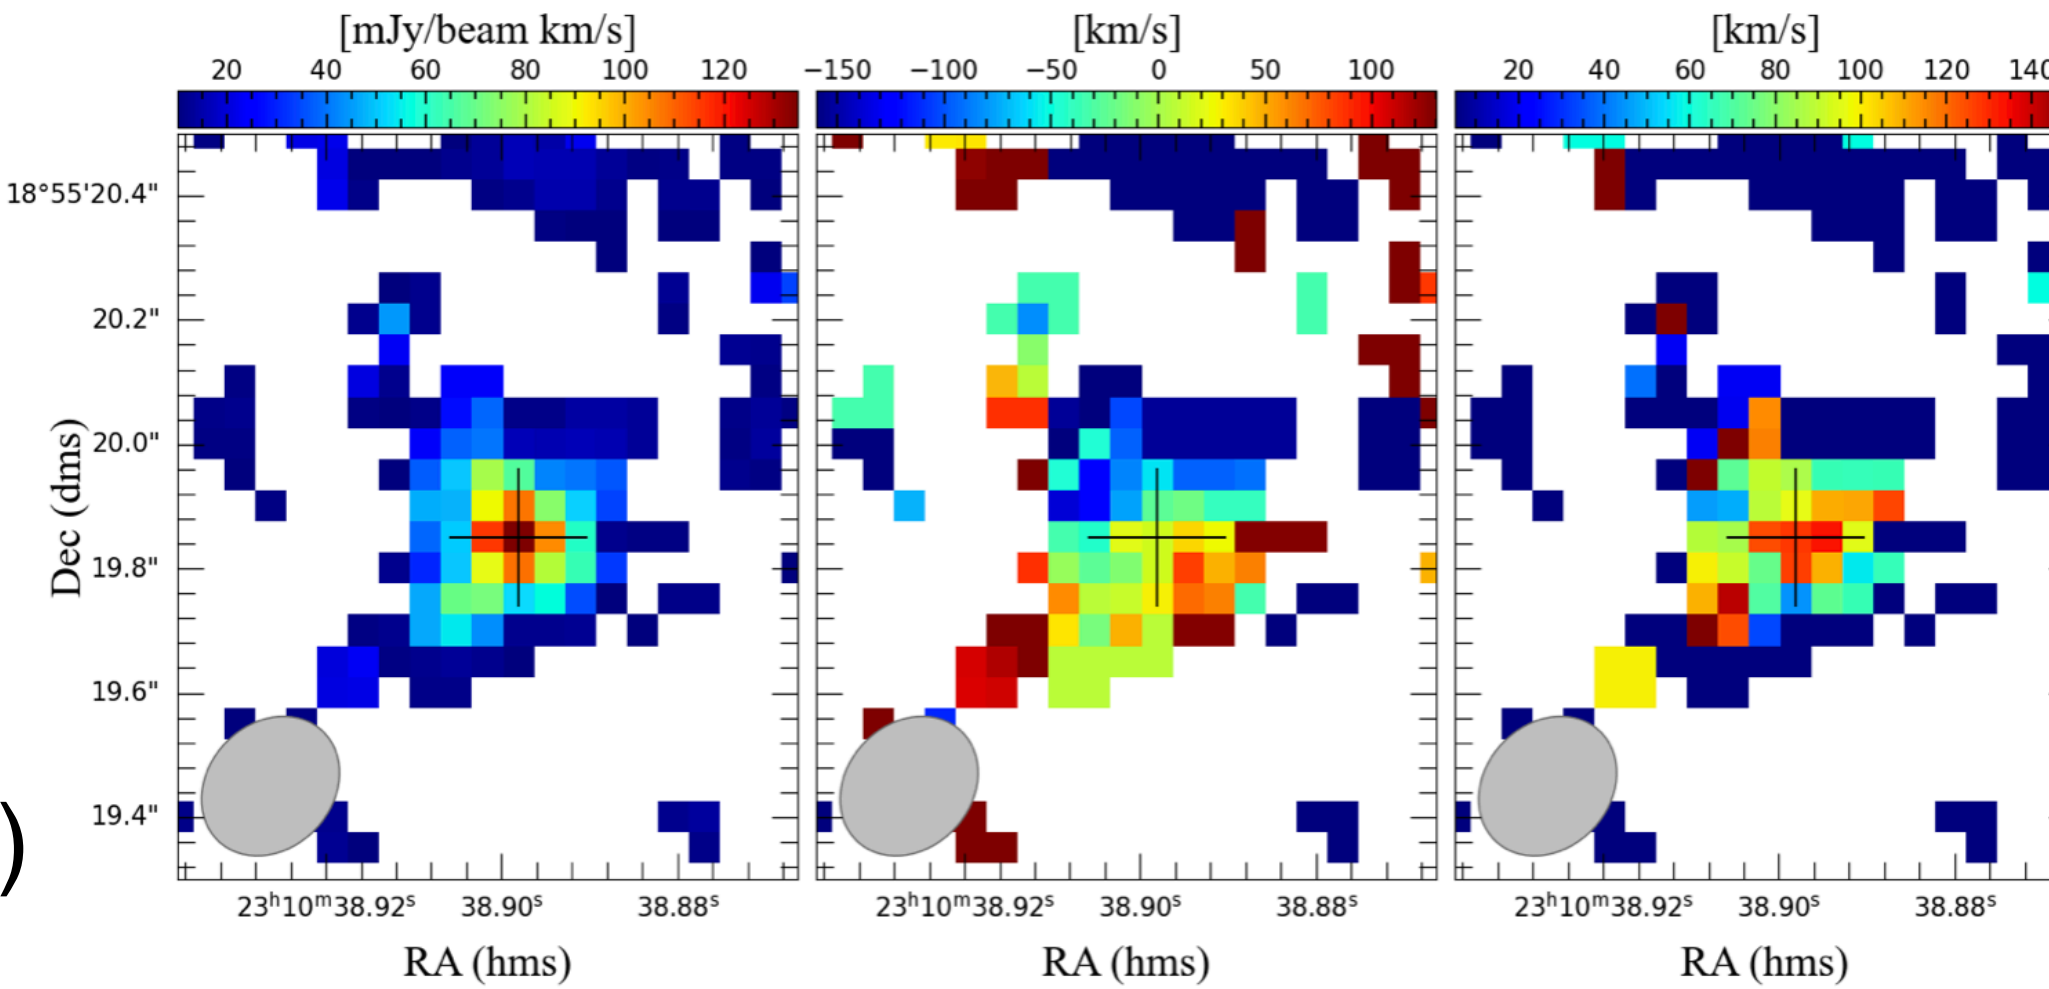 [mJy/beam km/s] [km/s] [km/s]
20 40 60 80 100 120 −150 −100 −50 0 50 100 20 40 60 80 100 120 140
18°55'20.4"
20.2"
20.0"
19.8"
19.6"
19.4"
Dec (dms)
)
23ʰ10ᵐ38.92ˢ 38.90ˢ 38.88ˢ 23ʰ10ᵐ38.92ˢ 38.90ˢ 38.88ˢ 23ʰ10ᵐ38.92ˢ 38.90ˢ 38.88ˢ
RA (hms) RA (hms) RA (hms)